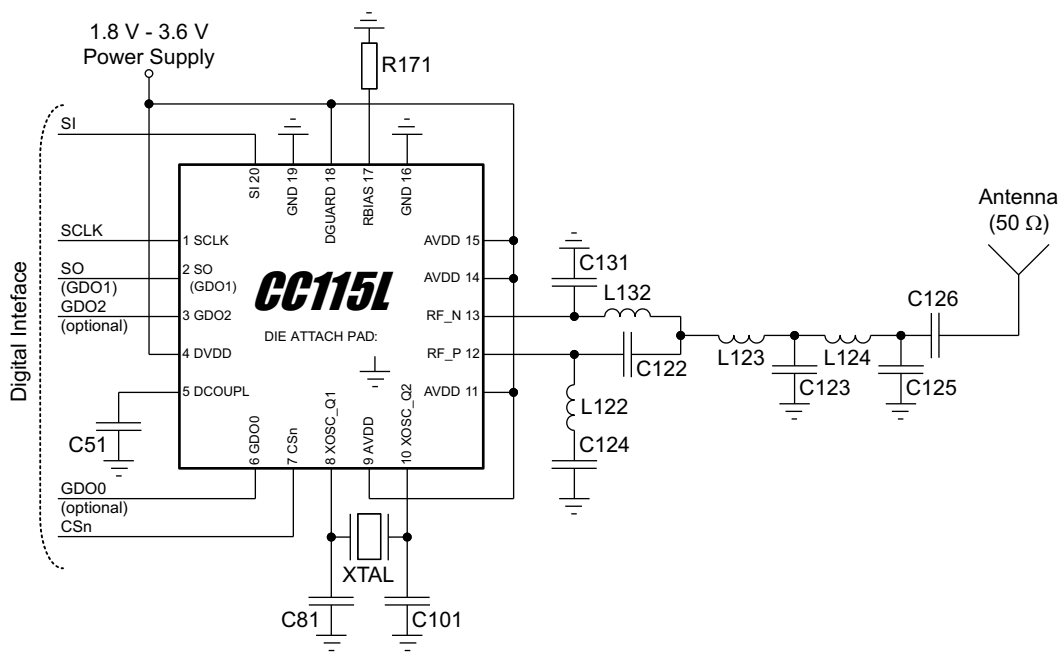 1.8 V - 3.6 V
Power Supply
R171
SI
SI 20
GND 19
DGUARD 18
RBIAS 17
GND 16
Antenna
(50 Ω)
Digital Inteface
SCLK
1 SCLK
AVDD 15
SO
(GDO1)
2 SO
(GDO1)
AVDD 14
C131
CC115L
L132
C126
GDO2
(optional)
3 GDO2
RF_N 13
DIE ATTACH PAD:
4 DVDD
RF_P 12
C122
L123
C123
L124
C125
5 DCOUPL
AVDD 11
L122
C51
C124
6 GDO0
7 CSn
8 XOSC_Q1
9 AVDD
10 XOSC_Q2
GDO0
(optional)
CSn
XTAL
C81
C101